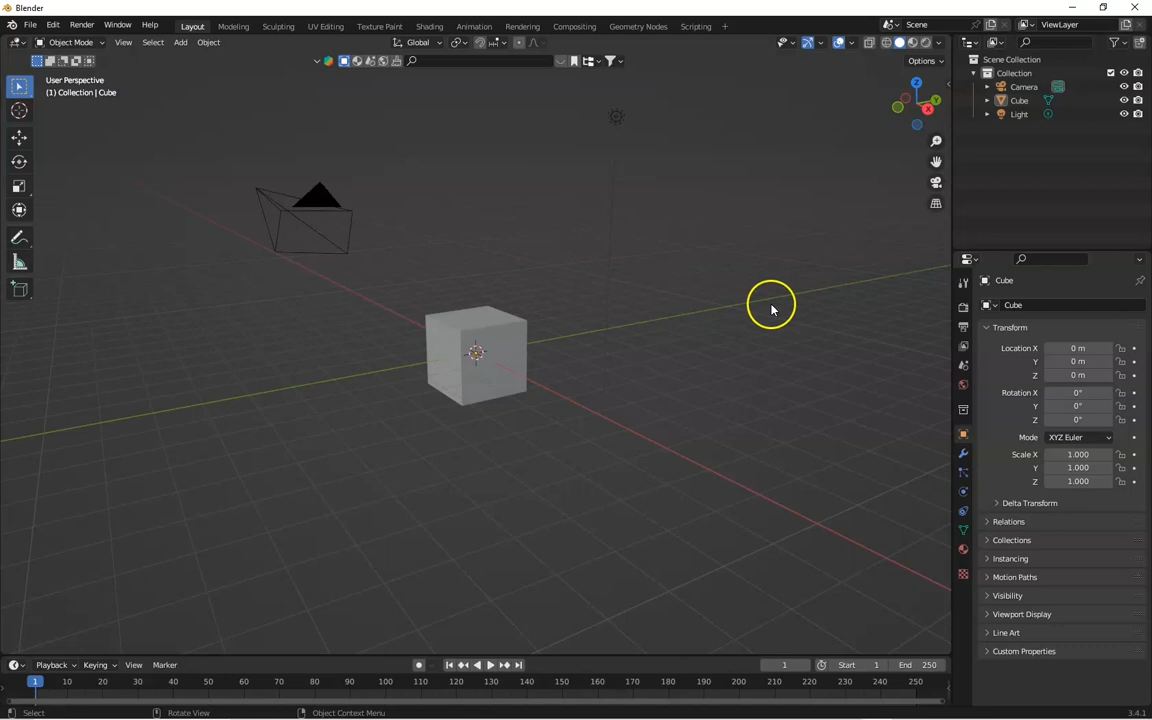 Blender
File Edit Render Window Help Layout Modeling Sculpting UV Editing Texture Paint Shading Animation Rendering Compositing Geometry Nodes Scripting + Scene ViewLayer
Object Mode View Select Add Object Global
Options
User Perspective
(1) Collection | Cube
Z
Y
X
Scene Collection
Collection
Camera
Cube
Light
Cube
Cube
Transform
Location X 0 m
Y 0 m
Z 0 m
Rotation X 0°
Y 0°
Z 0°
Mode XYZ Euler
Scale X 1.000
Y 1.000
Z 1.000
Delta Transform
Relations
Collections
Instancing
Motion Paths
Visibility
Viewport Display
Line Art
Custom Properties
Playback Keying View Marker 1 Start 1 End 250
1 10 20 30 40 50 60 70 80 90 100 110 120 130 140 150 160 170 180 190 200 210 220 230 240 250
Select Rotate View Object Context Menu 3.4.1